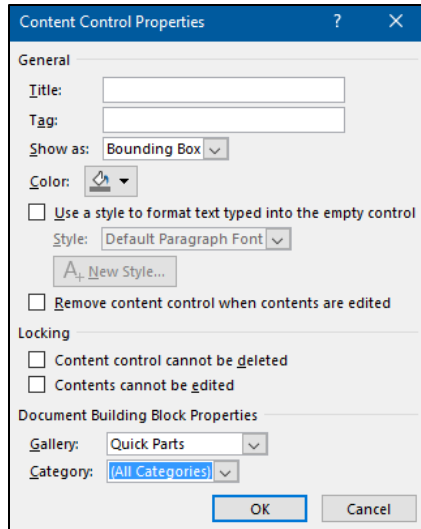 Content Control Properties ? ×
General
Title:
Tag:
Show as: Bounding Box
Color:
Use a style to format text typed into the empty control
Style: Default Paragraph Font
A+ New Style...
Remove content control when contents are edited
Locking
Content control cannot be deleted
Contents cannot be edited
Document Building Block Properties
Gallery: Quick Parts
Category: (All Categories)
OK Cancel